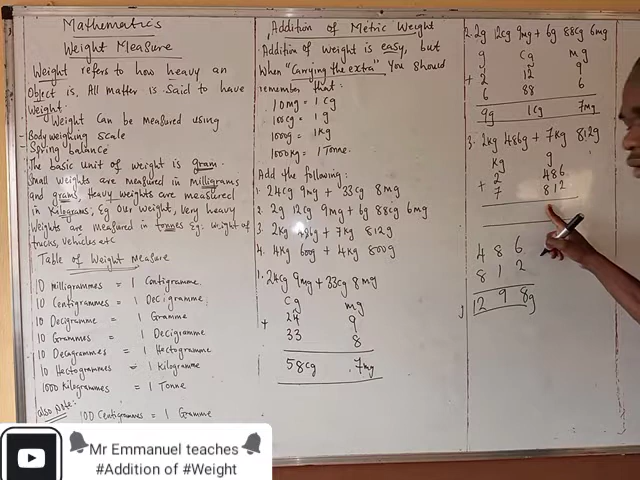 Mathematics
Weight Measure
Weight refers to how heavy an
Object is. All matter is Said to have
Weight.
Weight can be measured using
- Body weighing scale
- Spring balance
The basic unit of weight is gram.
Small weights are measured in Milligrams
and grams, Heavy weights are measured
in Kilograms; Eg Our weight, Very heavy
Weights are measured in tonnes Eg: Weight of
trucks, vehicles etc
Table of Weight measure
10 Milligrammes = 1 Centigramme
10 Centigrammes = 1 Decigramme
10 Decigramme = 1 Gramme
10 Grammes = 1 Decigramme
10 Decagrammes = 1 Hectogramme
10 Hectogrammes = 1 Kilogramme
1000 Kilogrammes = 1 Tonne
also Note:
100 Centigrammes = 1 Gramme
Addition of Metric Weight
Addition of Weight is easy, but
When "Carrying the extra" You should
remember that:
10mg = 1 Cg
100cg = 1g
1000g = 1Kg
1000Kg = 1 Tonne.
Add the following:
1. 24Cg 9mg + 33Cg 8mg
2. 2g 12Cg 9mg + 6g 88Cg 6mg
3. 2Kg 486g + 7Kg 812g
4. 4Kg 600g + 4Kg 800g
1. 24Cg 9mg + 33cg 8mg
Cg mg
24 9
+
33 8
58cg 7mg
2. 2g 12Cg 9mg + 6g 88Cg 6mg
g Cg mg
+ 2 12 9
6 88 6
9g 1Cg 7mg
3. 2Kg 486g + 7Kg 812g
Kg g
2 486
+ 7 812
4 8 6
8 1 2
12 9 8g
Mr Emmanuel teaches
#Addition of #Weight